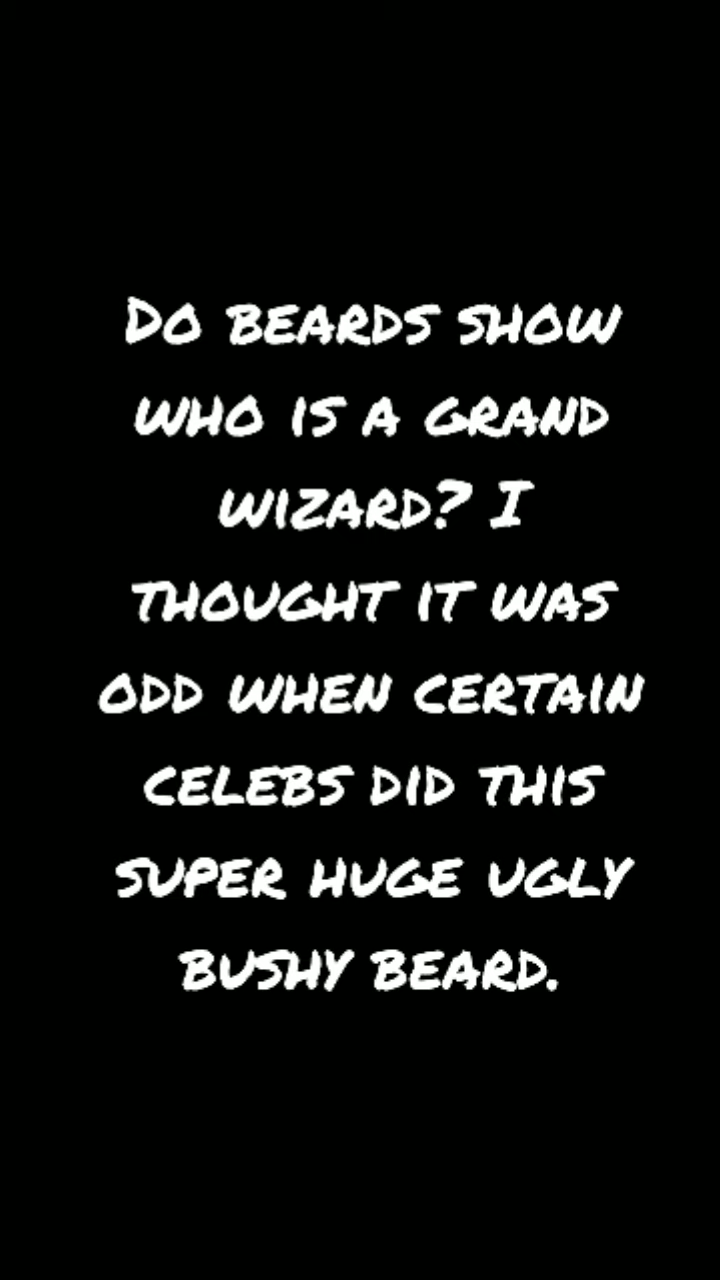 Do beards show
who is a grand
wizard? I
thought it was
odd when certain
celebs did this
super huge ugly
bushy beard.